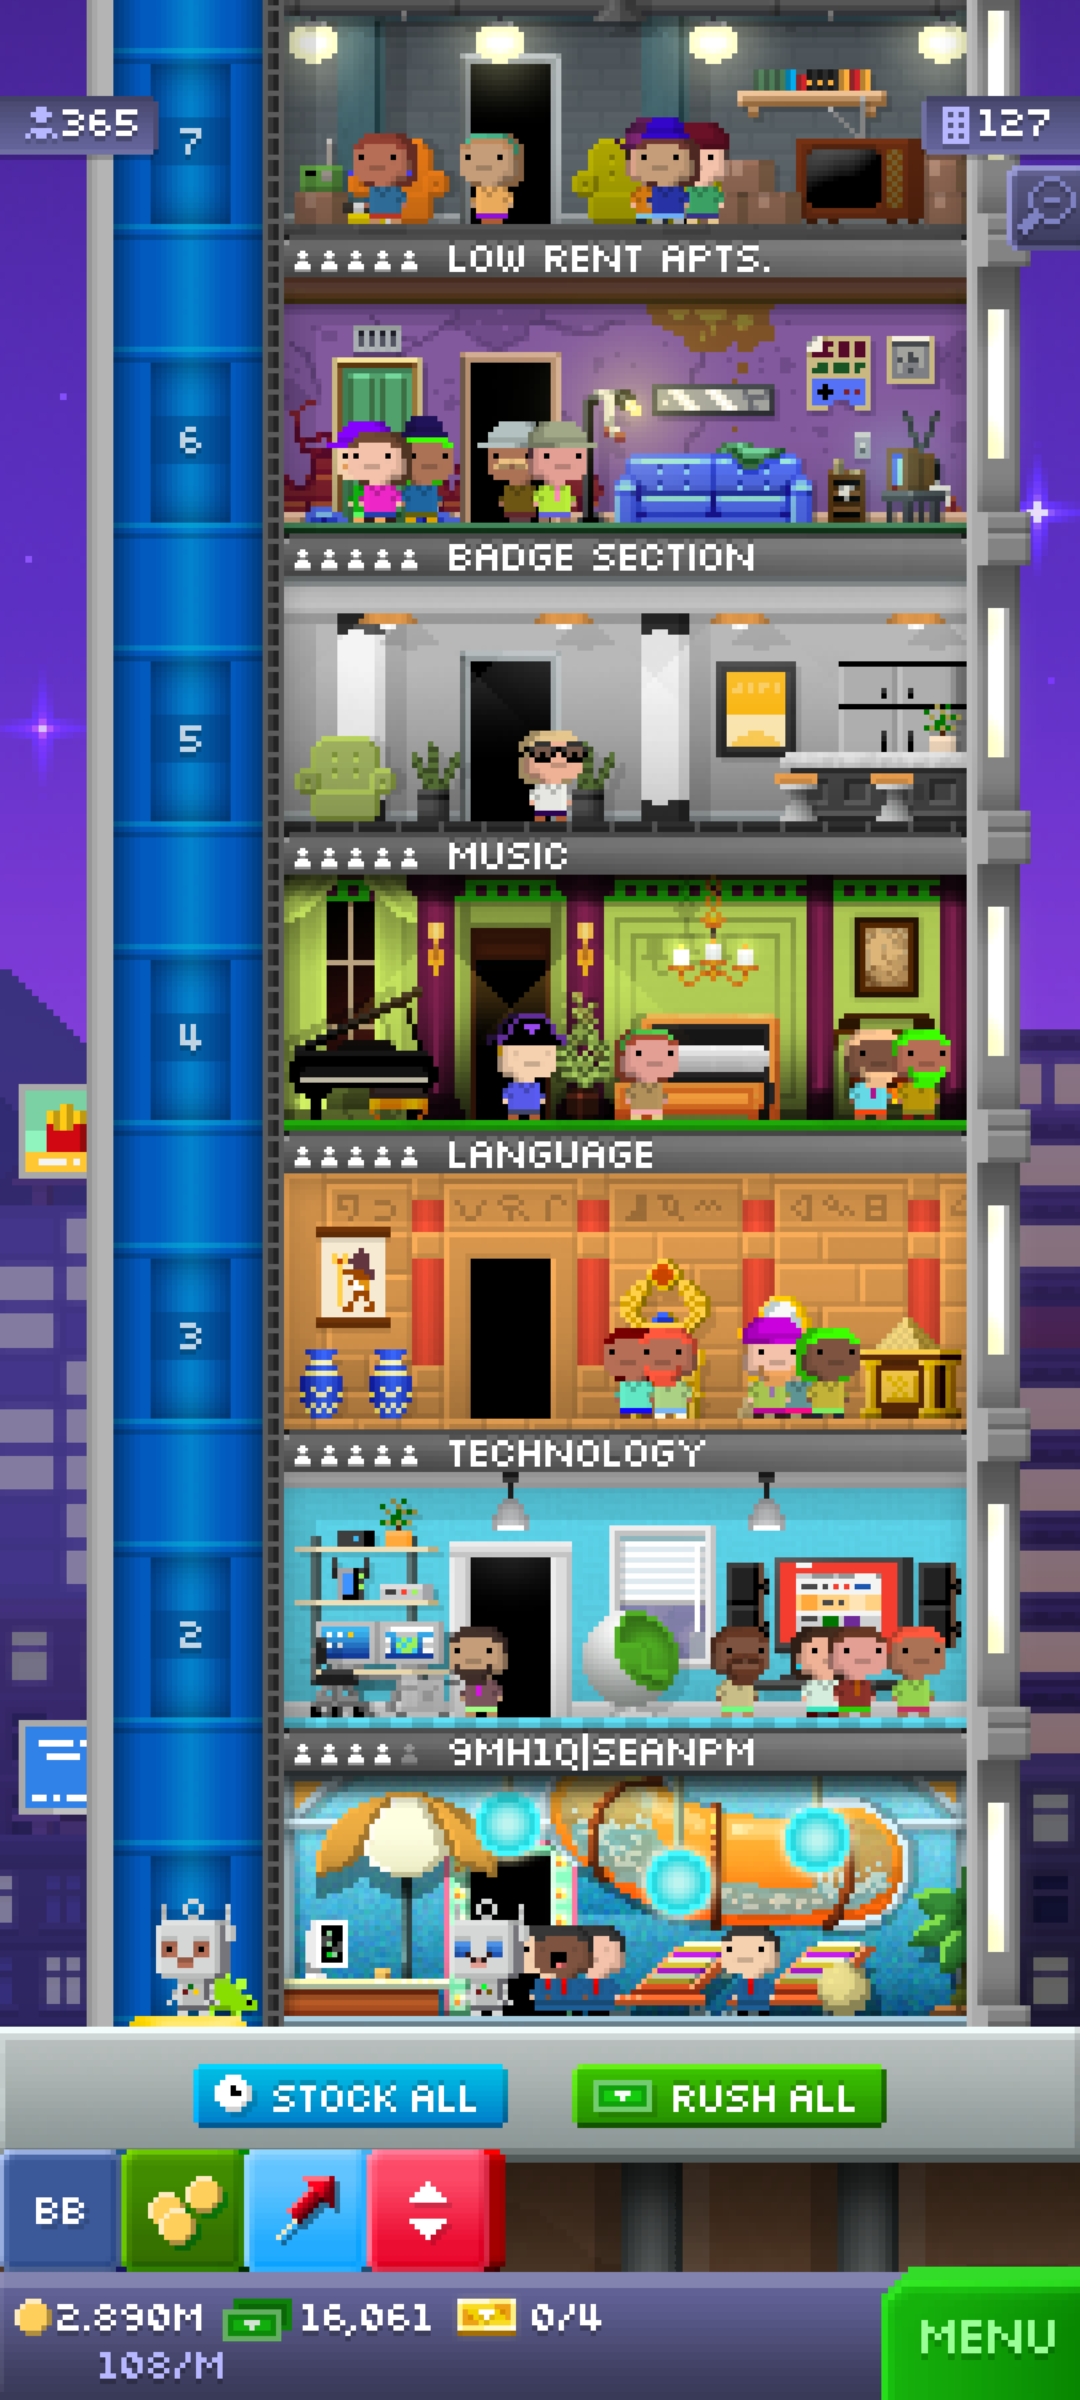 365
127
7
LOW RENT APTS.
6
BADGE SECTION
5
MUSIC
4
LANGUAGE
3
TECHNOLOGY
2
9MH1Q|SEANPM
STOCK ALL
RUSH ALL
BB
2.890M 16,061 0/4
108/M
MENU